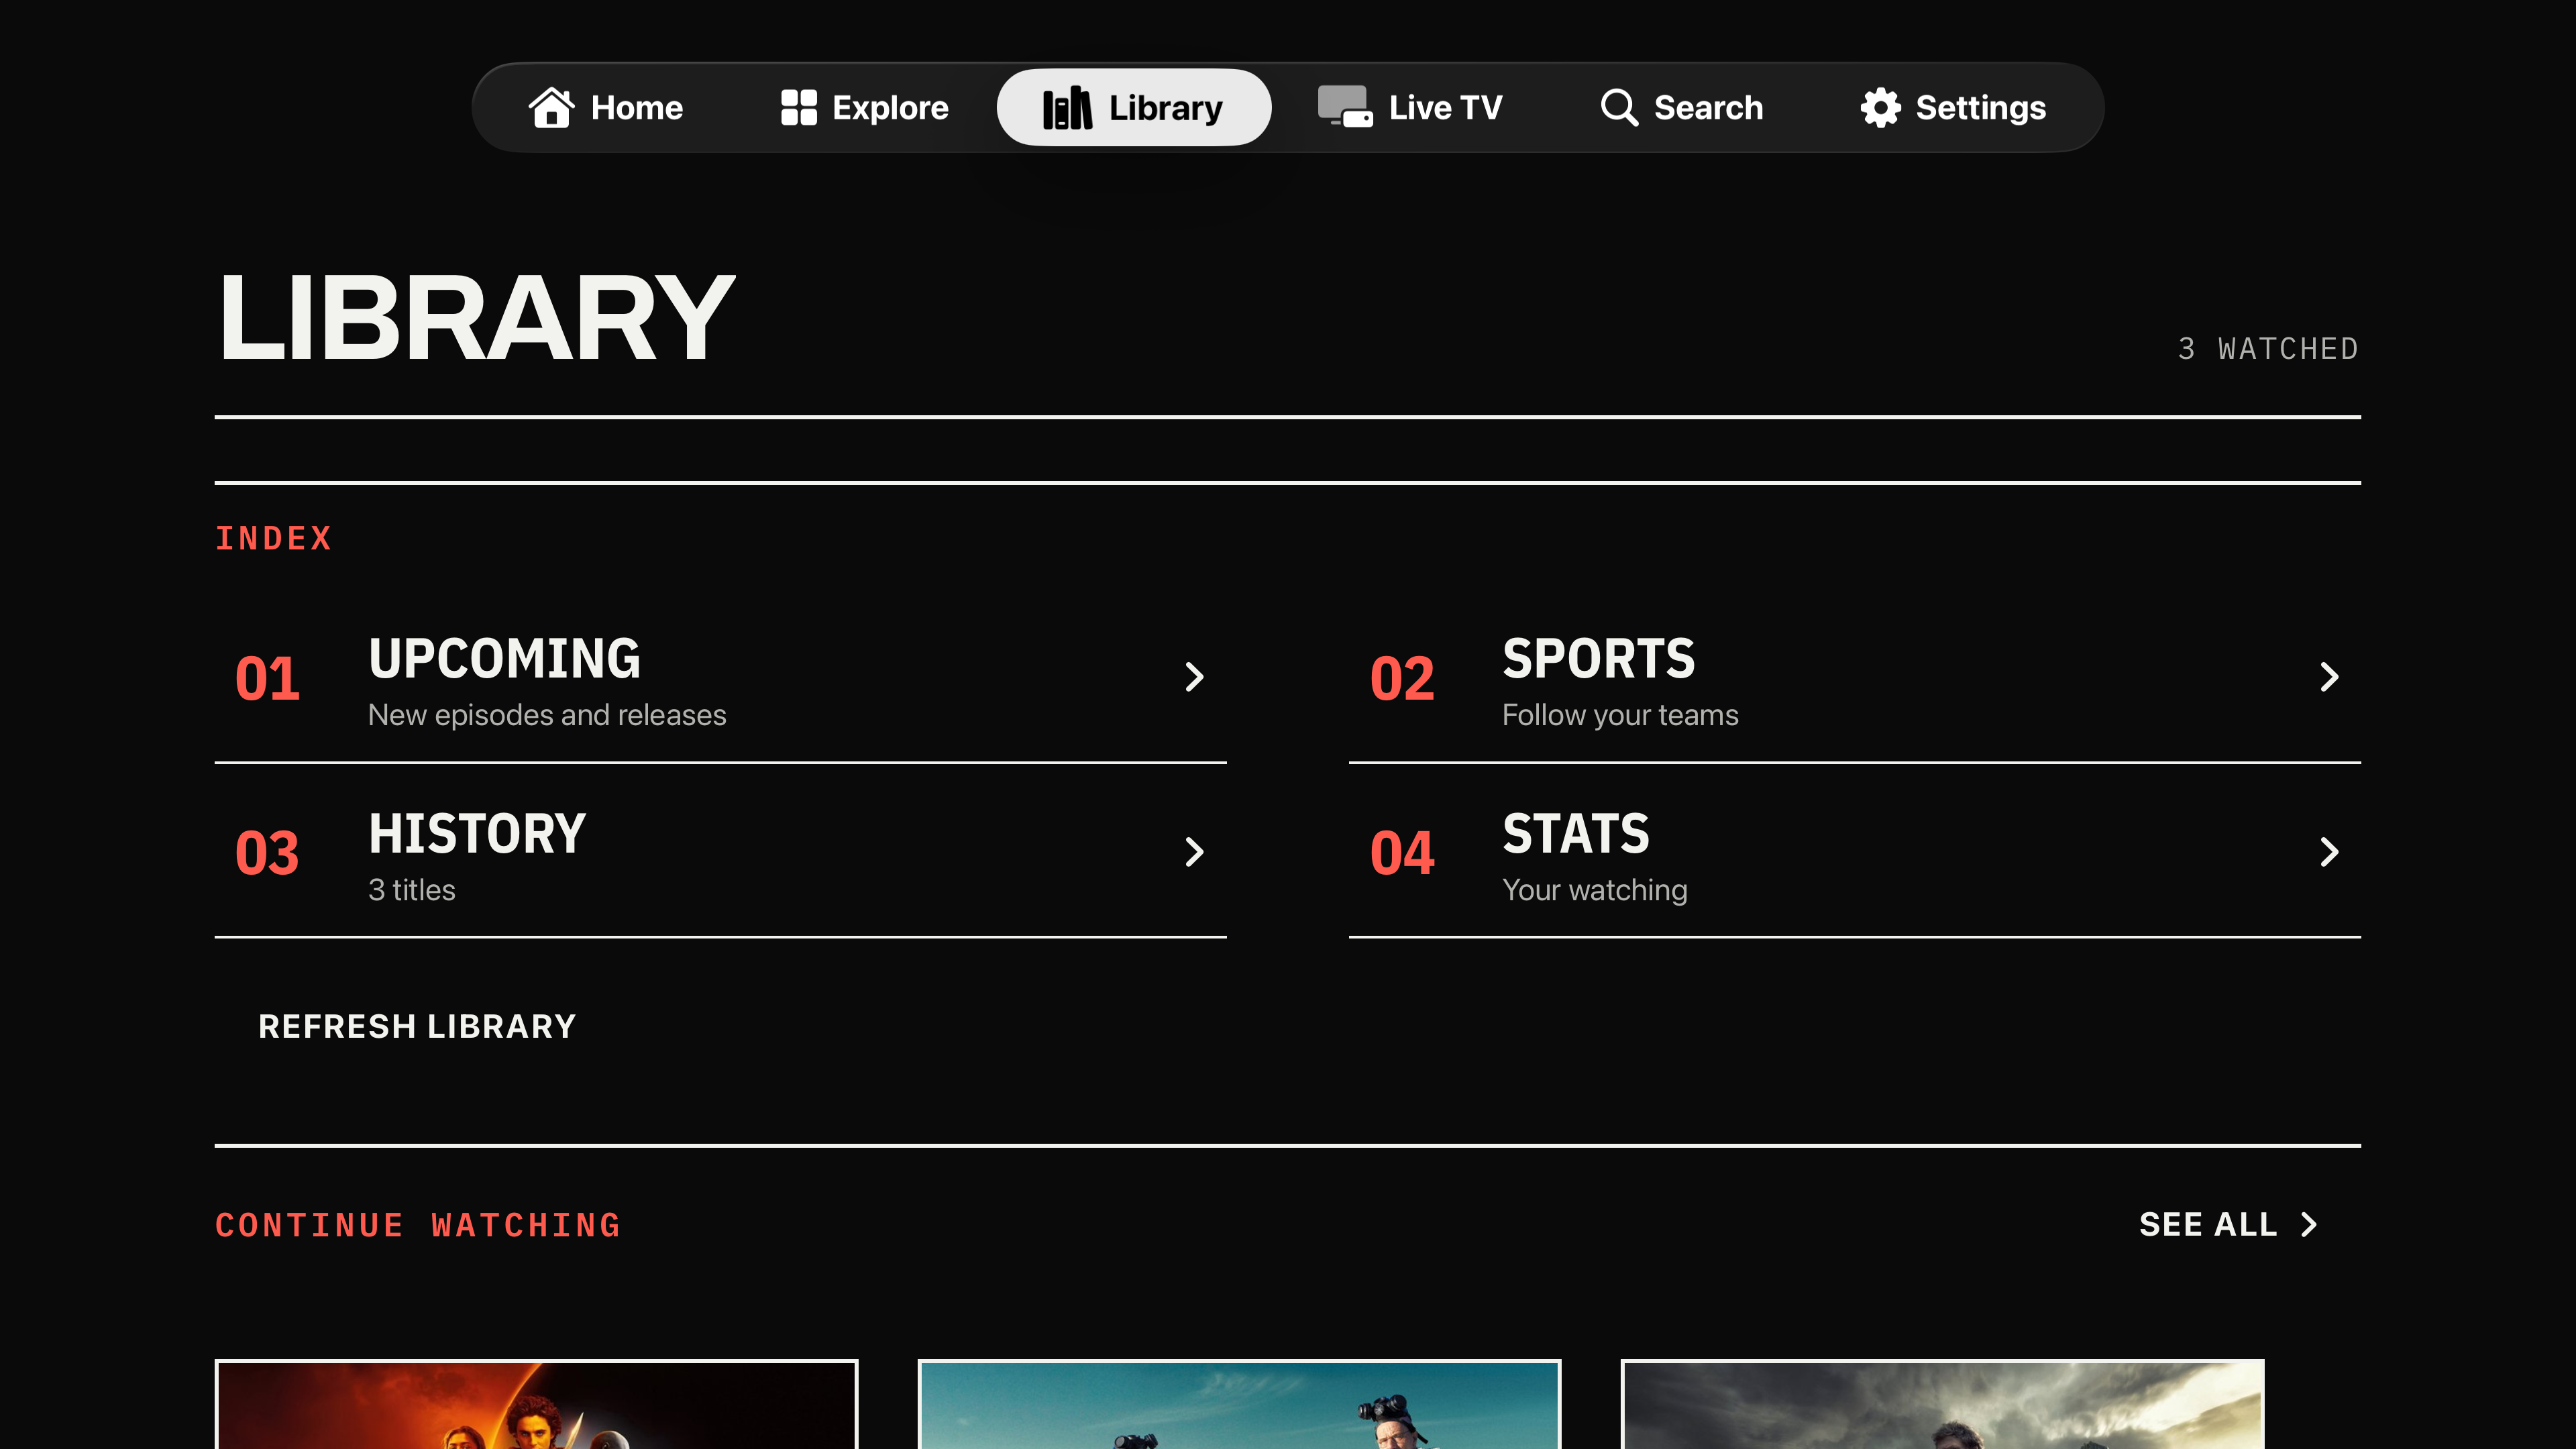 Home Explore Library Live TV Search Settings
LIBRARY
3 WATCHED
INDEX
01 UPCOMING
New episodes and releases
02 SPORTS
Follow your teams
03 HISTORY
3 titles
04 STATS
Your watching
REFRESH LIBRARY
CONTINUE WATCHING
SEE ALL